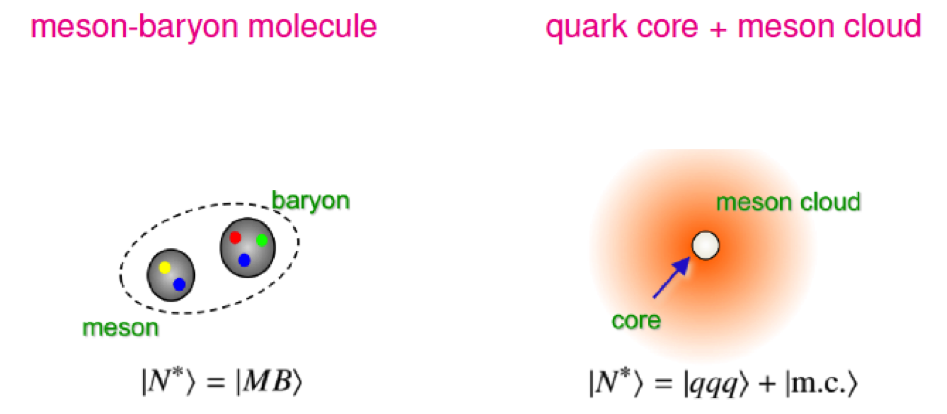 meson-baryon molecule
quark core + meson cloud
baryon
meson
|N*⟩ = |MB⟩
meson cloud
core
|N*⟩ = |qqq⟩ + |m.c.⟩